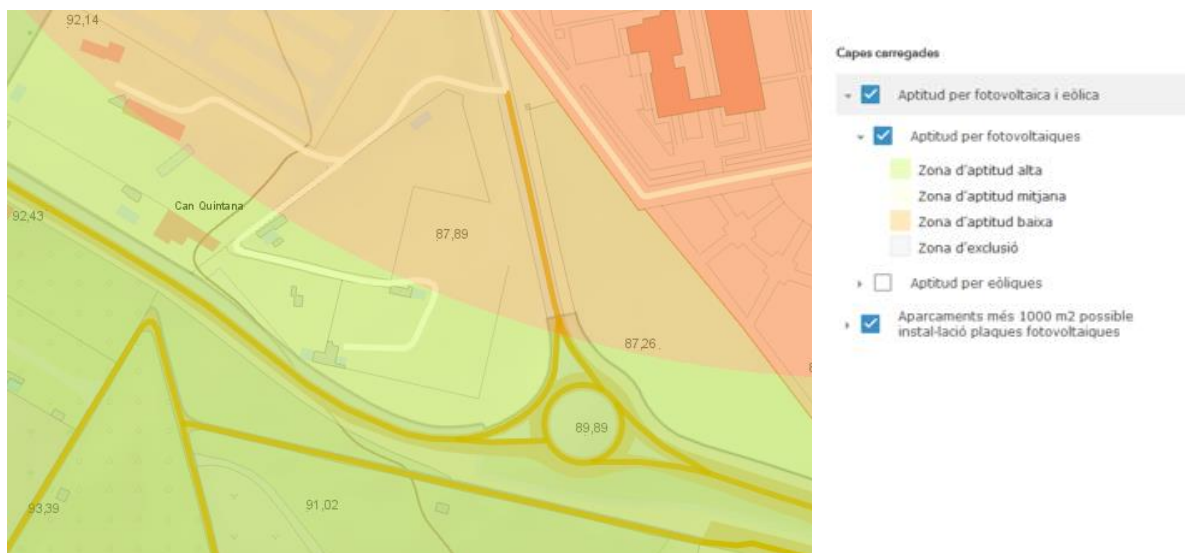 92,14
92,43
Can Quintana
87,89
87,26
89,89
93,39
91,02
Capes carregades
Aptitud per fotovoltaica i eòlica
Aptitud per fotovoltaiques
Zona d'aptitud alta
Zona d'aptitud mitjana
Zona d'aptitud baixa
Zona d'exclusió
Aptitud per eòliques
Aparcaments més 1000 m2 possible
instal·lació plaques fotovoltaiques